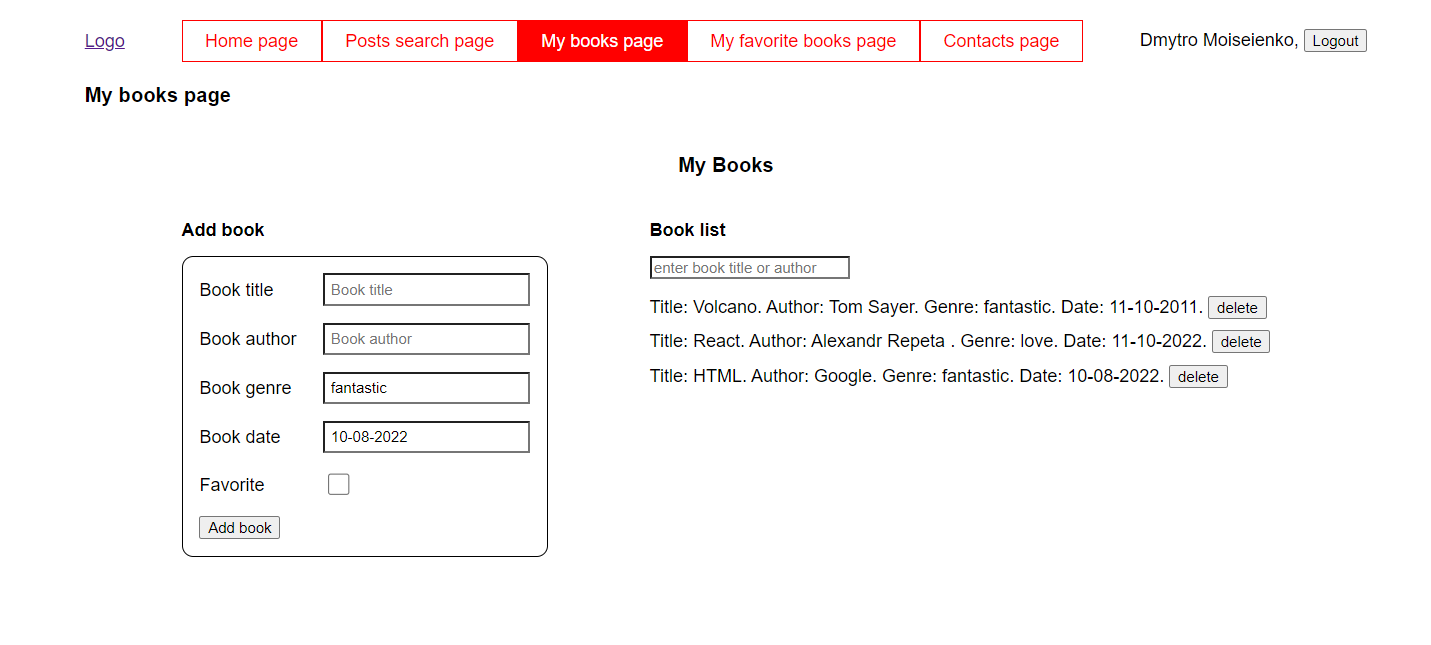 Logo
Home page
Posts search page
My books page
My favorite books page
Contacts page
Dmytro Moiseienko, Logout
My books page
My Books
Add book
Book title Book title
Book author Book author
Book genre fantastic
Book date 10-08-2022
Favorite
Add book
Book list
enter book title or author
Title: Volcano. Author: Tom Sayer. Genre: fantastic. Date: 11-10-2011. delete
Title: React. Author: Alexandr Repeta . Genre: love. Date: 11-10-2022. delete
Title: HTML. Author: Google. Genre: fantastic. Date: 10-08-2022. delete